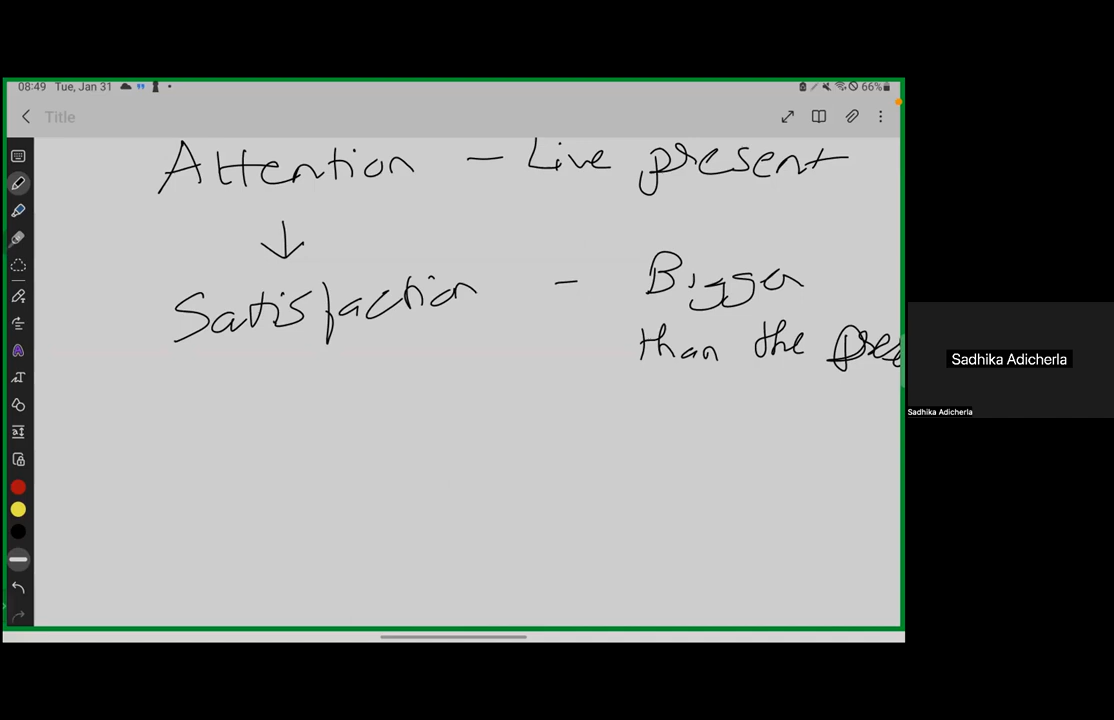 08:49 Tue, Jan 31
66%
Title
Attention – Live present
Satisfaction – Bigger
than the
Sadhika Adicherla
Sadhika Adicherla